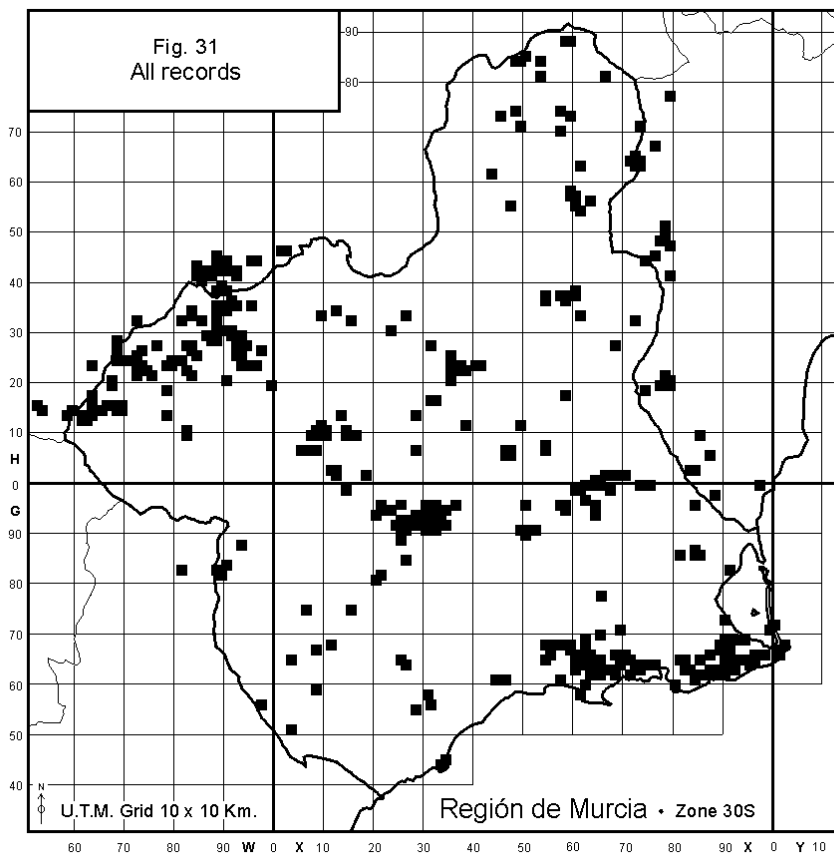 Fig. 31
All records
90
80
70
60
50
40
30
20
10
H
0
G
90
80
70
60
50
40
N
U.T.M. Grid 10 x 10 Km.
Región de Murcia • Zone 30S
60 70 80 90 W 0 X 10 20 30 40 50 60 70 80 90 X 0 Y 10